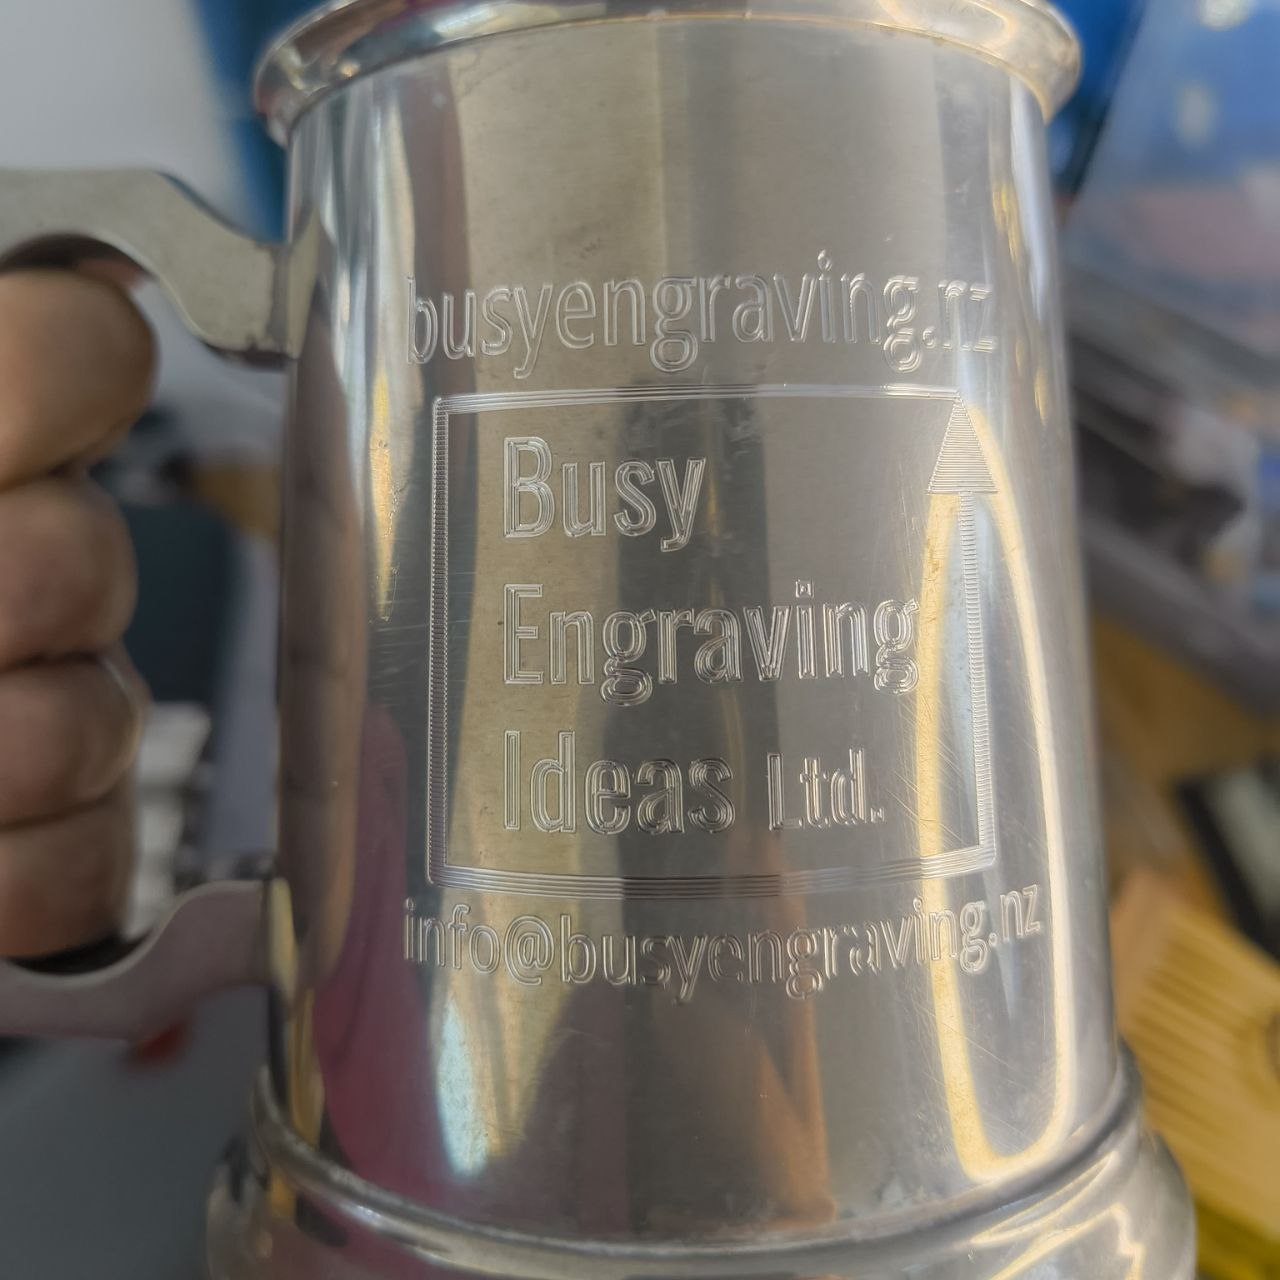 busyengraving.nz
Busy
Engraving
Ideas Ltd.
info@busyengraving.nz